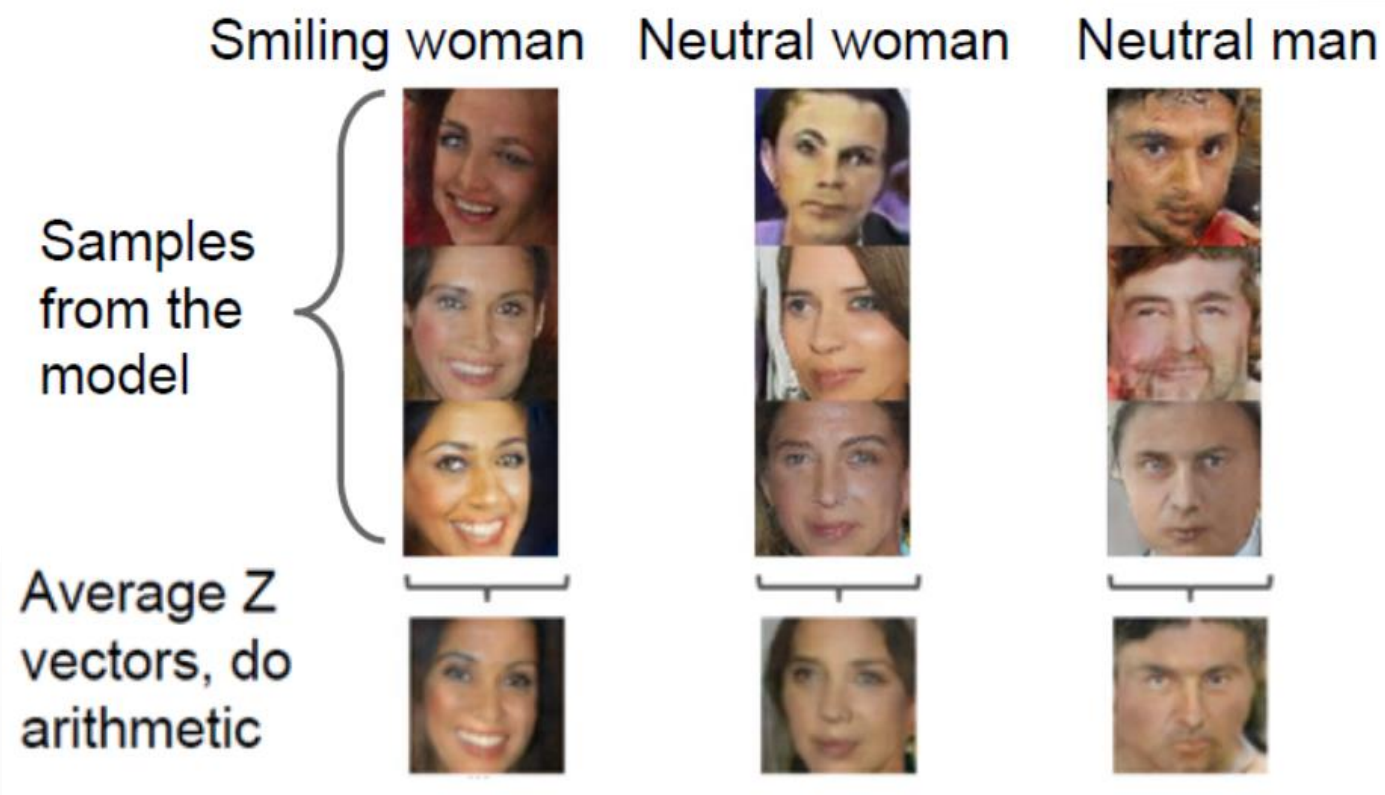 Smiling woman Neutral woman Neutral man
Samples
from the
model
Average Z
vectors, do
arithmetic